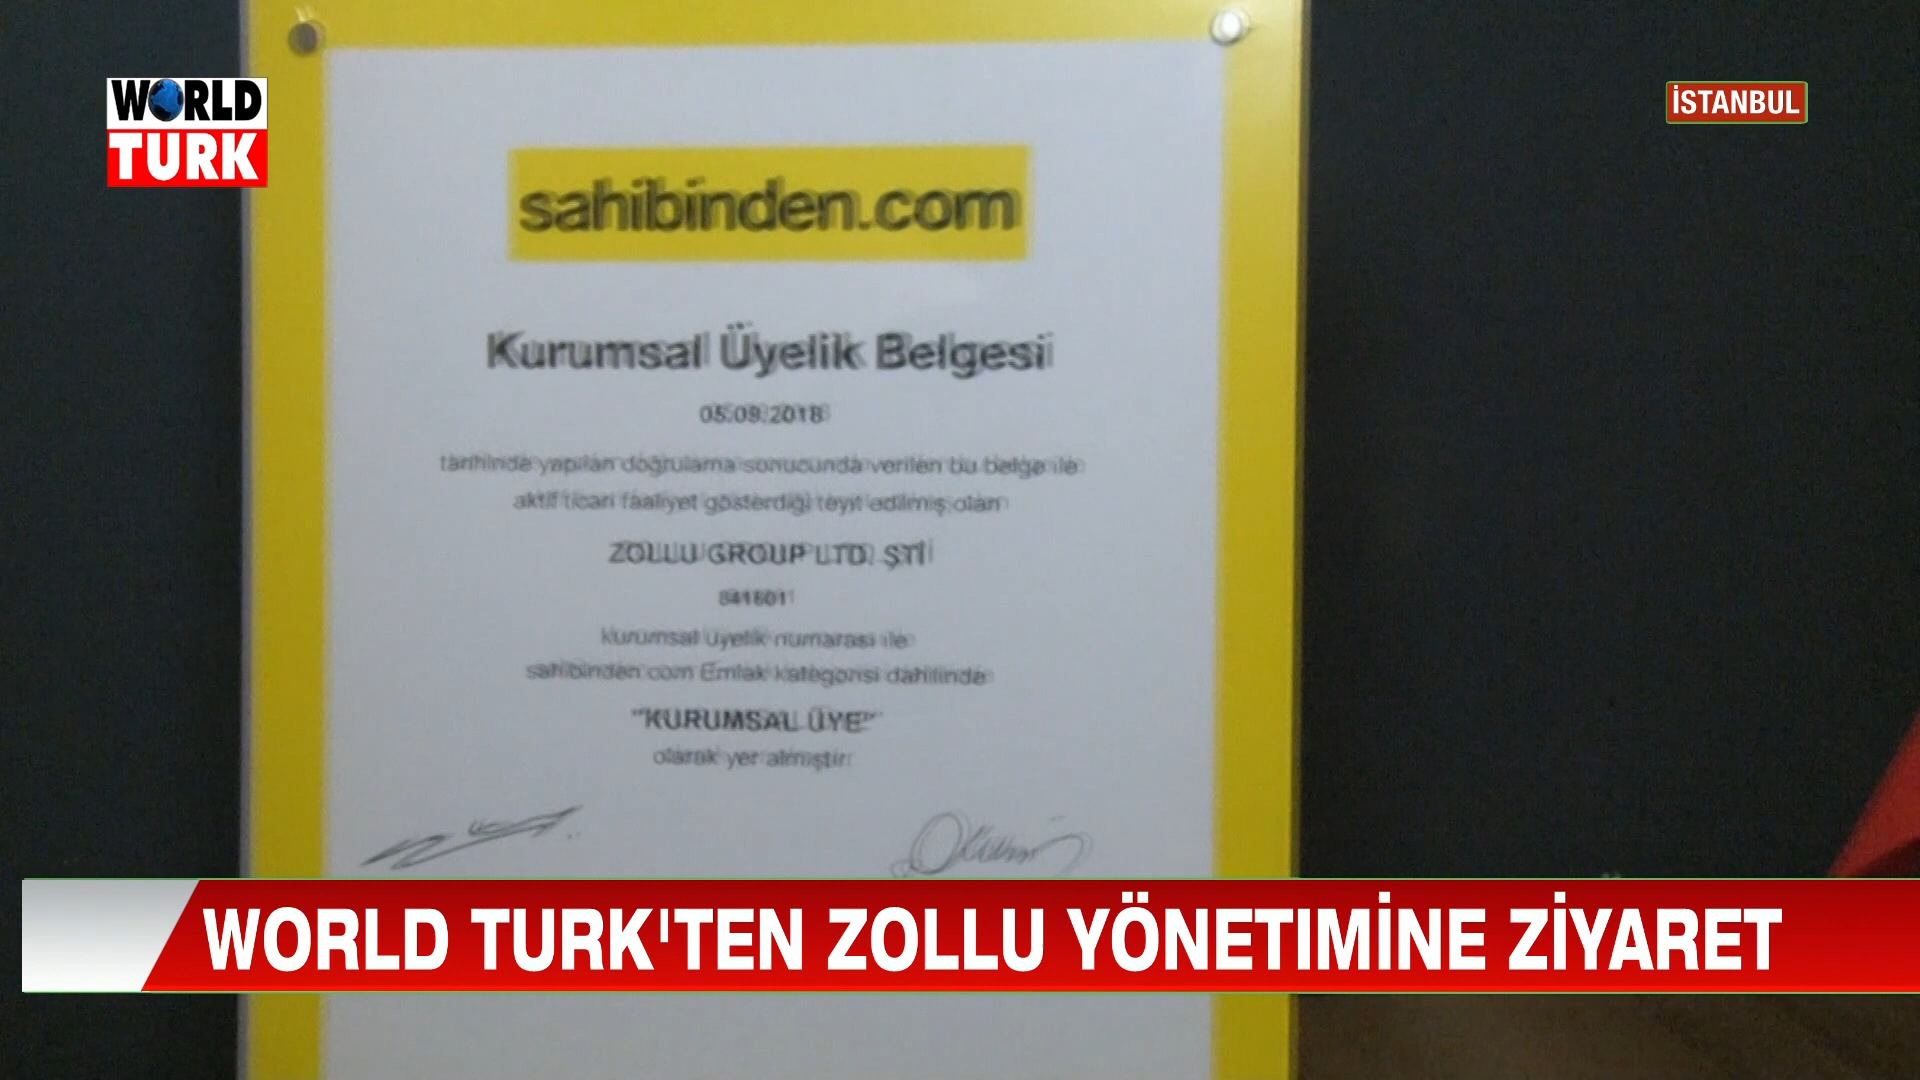 WORLD
TURK
İSTANBUL
sahibinden.com
Kurumsal Üyelik Belgesi
05.09.2018
tarihinde yapılan doğrulama sonucunda verilen bu belge ile
aktif ticari faaliyet gösterdiği teyit edilmiş olan
ZOLLU GROUP LTD. ŞTİ
kurumsal üyelik numarası ile
sahibinden.com Emlak kategorisi dahilinde
"KURUMSAL ÜYE"
olarak yer almıştır.
WORLD TURK'TEN ZOLLU YÖNETIMİNE ZİYARET